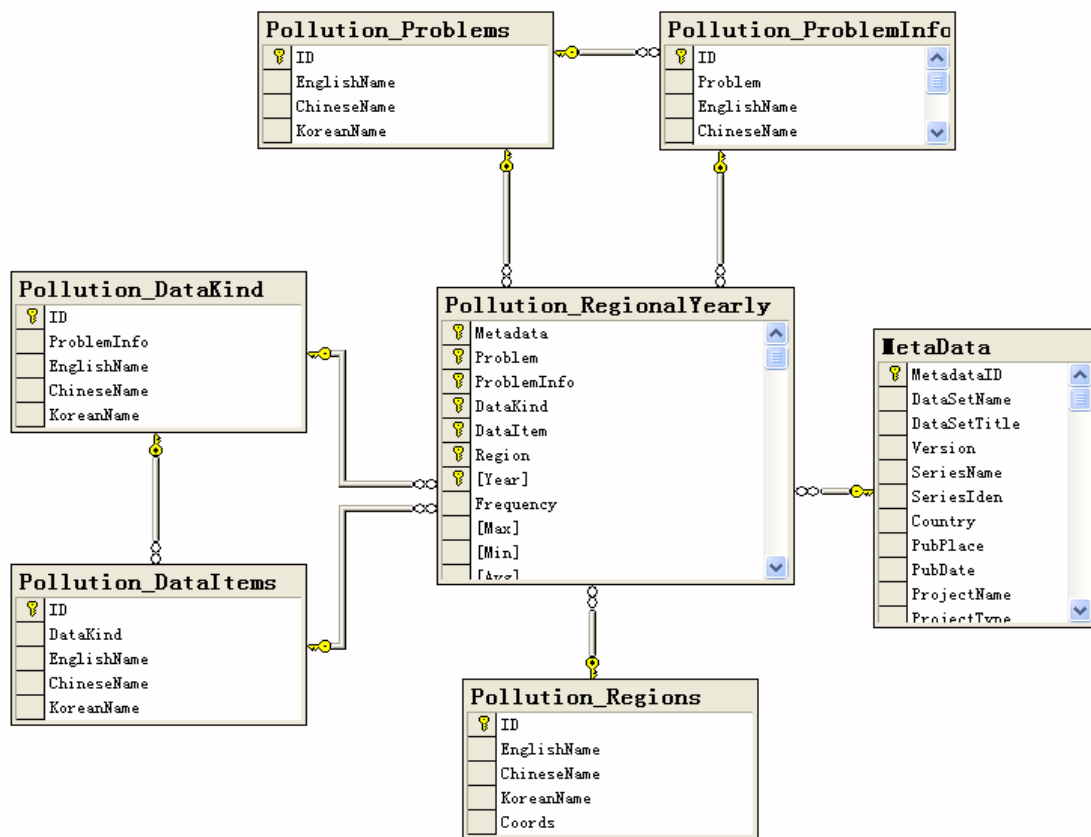 Pollution_Problems
ID
EnglishName
ChineseName
KoreanName
Pollution_ProblemInfo
ID
Problem
EnglishName
ChineseName
Pollution_DataKind
ID
ProblemInfo
EnglishName
ChineseName
KoreanName
Pollution_RegionalYearly
Metadata
Problem
ProblemInfo
DataKind
DataItem
Region
[Year]
Frequency
[Max]
[Min]
[Avg]
MetaData
MetadataID
DataSetName
DataSetTitle
Version
SeriesName
SeriesIden
Country
PubPlace
PubDate
ProjectName
ProjectType
Pollution_DataItems
ID
DataKind
EnglishName
ChineseName
KoreanName
Pollution_Regions
ID
EnglishName
ChineseName
KoreanName
Coords